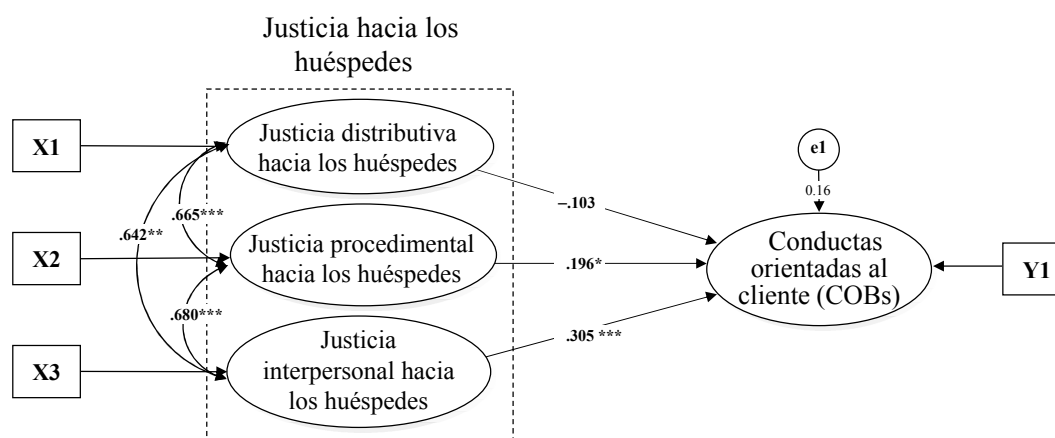 Justicia hacia los
huéspedes
X1
Justicia distributiva
hacia los huéspedes
e1
0.16
–.103
.665***
.642**
X2
Justicia procedimental
hacia los huéspedes
.196*
Conductas
orientadas al
cliente (COBs)
Y1
.680***
.305 ***
X3
Justicia
interpersonal hacia
los huéspedes